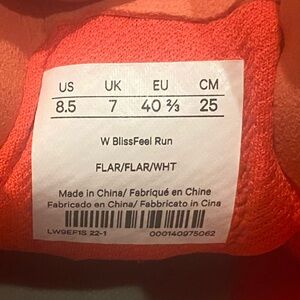 US UK EU CM
8.5 7 40 ⅔ 25
W BlissFeel Run
FLAR/FLAR/WHT
Made in China/ Fabriqué en Chine
Fabricado en China/ Fabbricato in Cina
LW9EF1S 22-1 000140975062